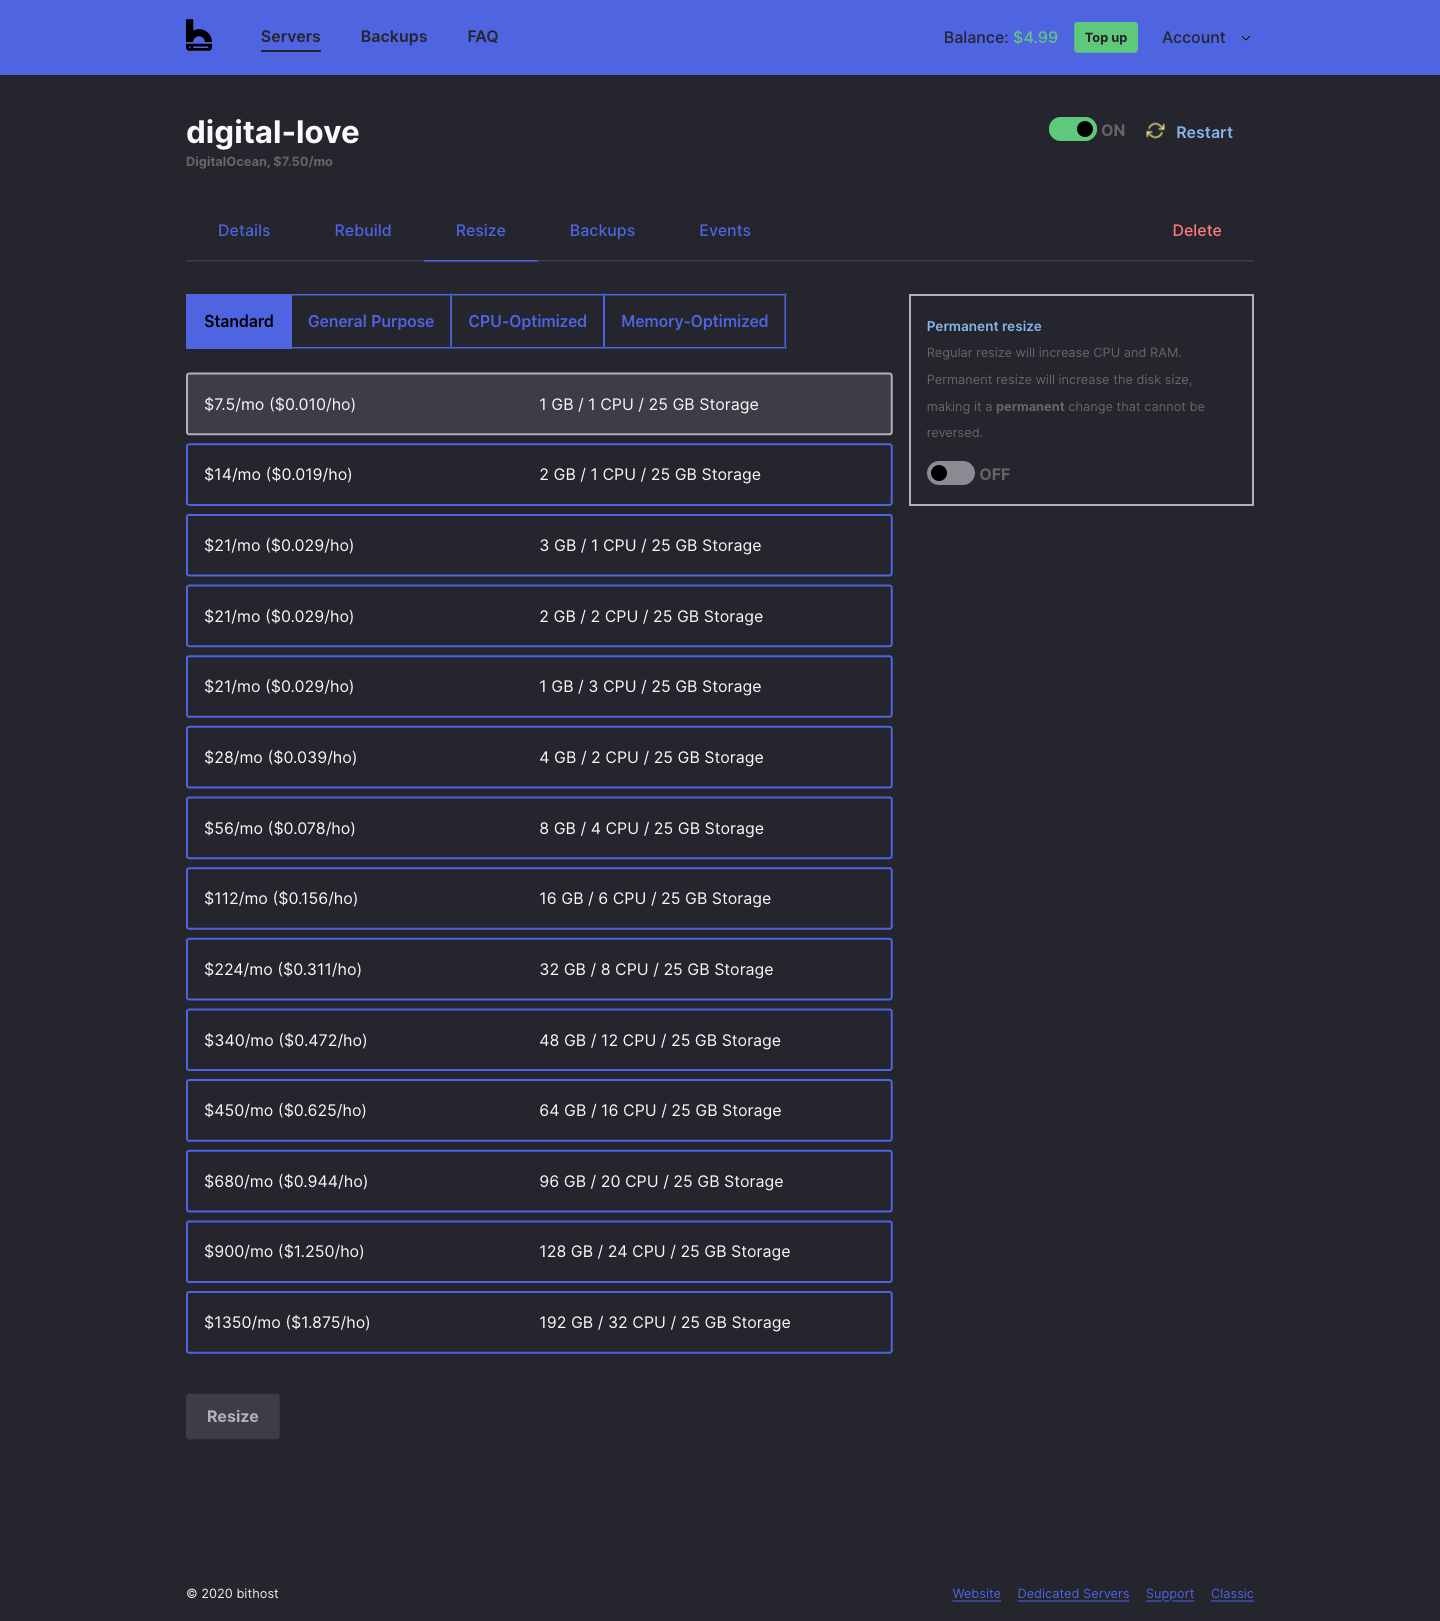 Servers Backups FAQ Balance: $4.99 Top up Account
digital-love
ON Restart
DigitalOcean, $7.50/mo
Details Rebuild Resize Backups Events Delete
Standard General Purpose CPU-Optimized Memory-Optimized
$7.5/mo ($0.010/ho) 1 GB / 1 CPU / 25 GB Storage
$14/mo ($0.019/ho) 2 GB / 1 CPU / 25 GB Storage
$21/mo ($0.029/ho) 3 GB / 1 CPU / 25 GB Storage
$21/mo ($0.029/ho) 2 GB / 2 CPU / 25 GB Storage
$21/mo ($0.029/ho) 1 GB / 3 CPU / 25 GB Storage
$28/mo ($0.039/ho) 4 GB / 2 CPU / 25 GB Storage
$56/mo ($0.078/ho) 8 GB / 4 CPU / 25 GB Storage
$112/mo ($0.156/ho) 16 GB / 6 CPU / 25 GB Storage
$224/mo ($0.311/ho) 32 GB / 8 CPU / 25 GB Storage
$340/mo ($0.472/ho) 48 GB / 12 CPU / 25 GB Storage
$450/mo ($0.625/ho) 64 GB / 16 CPU / 25 GB Storage
$680/mo ($0.944/ho) 96 GB / 20 CPU / 25 GB Storage
$900/mo ($1.250/ho) 128 GB / 24 CPU / 25 GB Storage
$1350/mo ($1.875/ho) 192 GB / 32 CPU / 25 GB Storage
Resize
Permanent resize
Regular resize will increase CPU and RAM.
Permanent resize will increase the disk size,
making it a permanent change that cannot be
reversed.
OFF
© 2020 bithost Website Dedicated Servers Support Classic